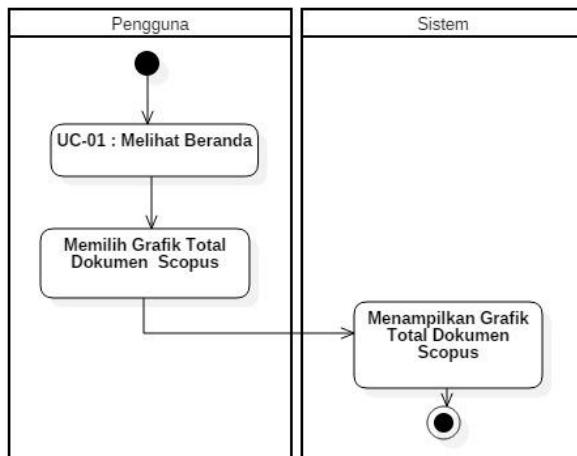 Pengguna
Sistem
UC-01 : Melihat Beranda
Memilih Grafik Total
Dokumen  Scopus
Menampilkan Grafik
Total Dokumen
Scopus